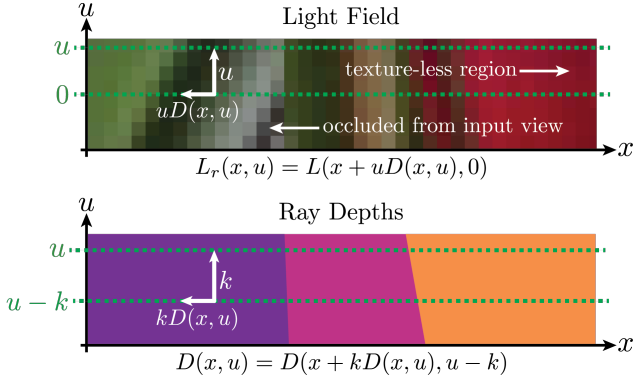 Light Field
u
u
0
u
uD(x, u)
texture-less region
occluded from input view
x
L_r(x, u) = L(x + uD(x, u), 0)
Ray Depths
u
u
u − k
k
kD(x, u)
x
D(x, u) = D(x + kD(x, u), u − k)